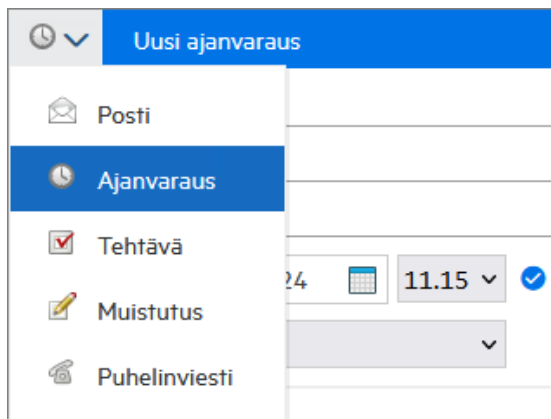 Uusi ajanvaraus
Posti
Ajanvaraus
Tehtävä
24 11.15
Muistutus
Puhelinviesti